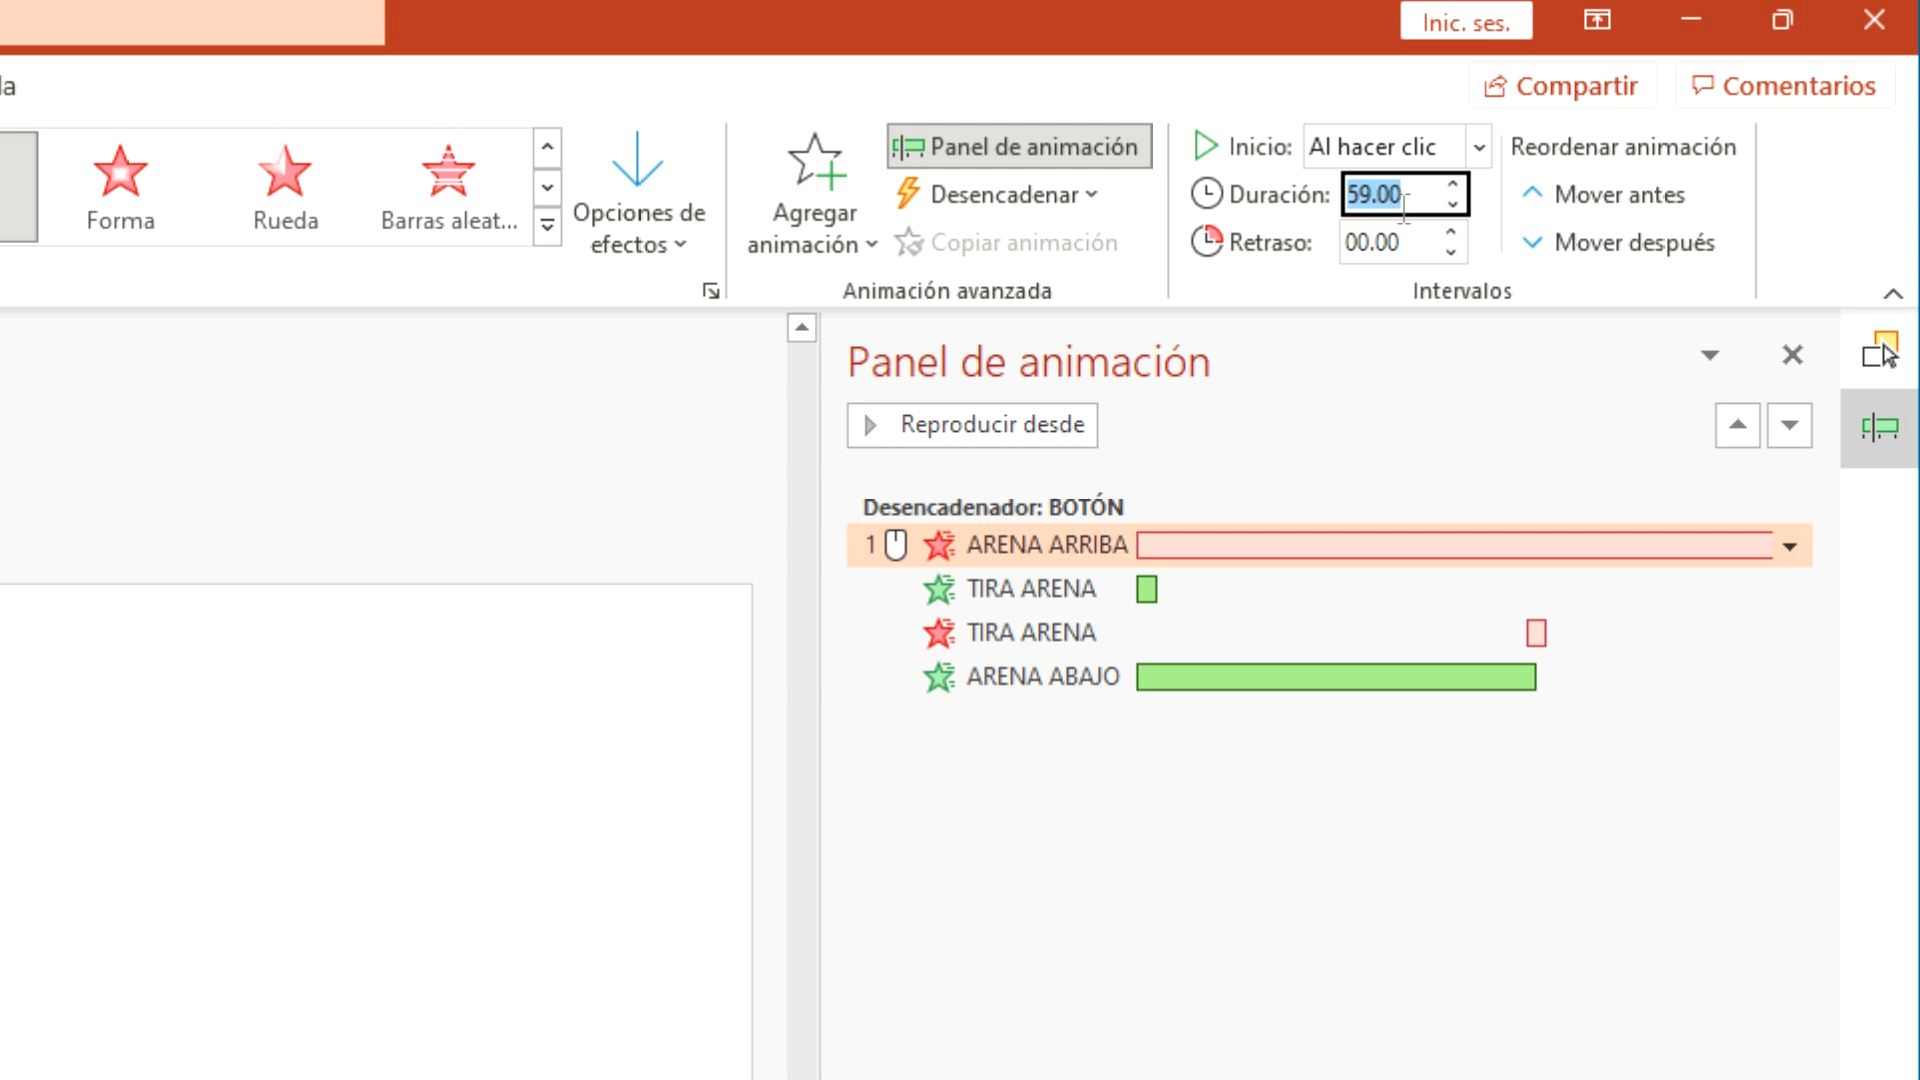 Inic. ses.
la
Compartir
Comentarios
Forma
Rueda
Barras aleat...
Opciones de
efectos
Agregar
animación
Panel de animación
Desencadenar
Copiar animación
Animación avanzada
Inicio: Al hacer clic
Duración: 59.00
Retraso: 00.00
Reordenar animación
Mover antes
Mover después
Intervalos
Panel de animación
Reproducir desde
Desencadenador: BOTÓN
1 ARENA ARRIBA
TIRA ARENA
TIRA ARENA
ARENA ABAJO